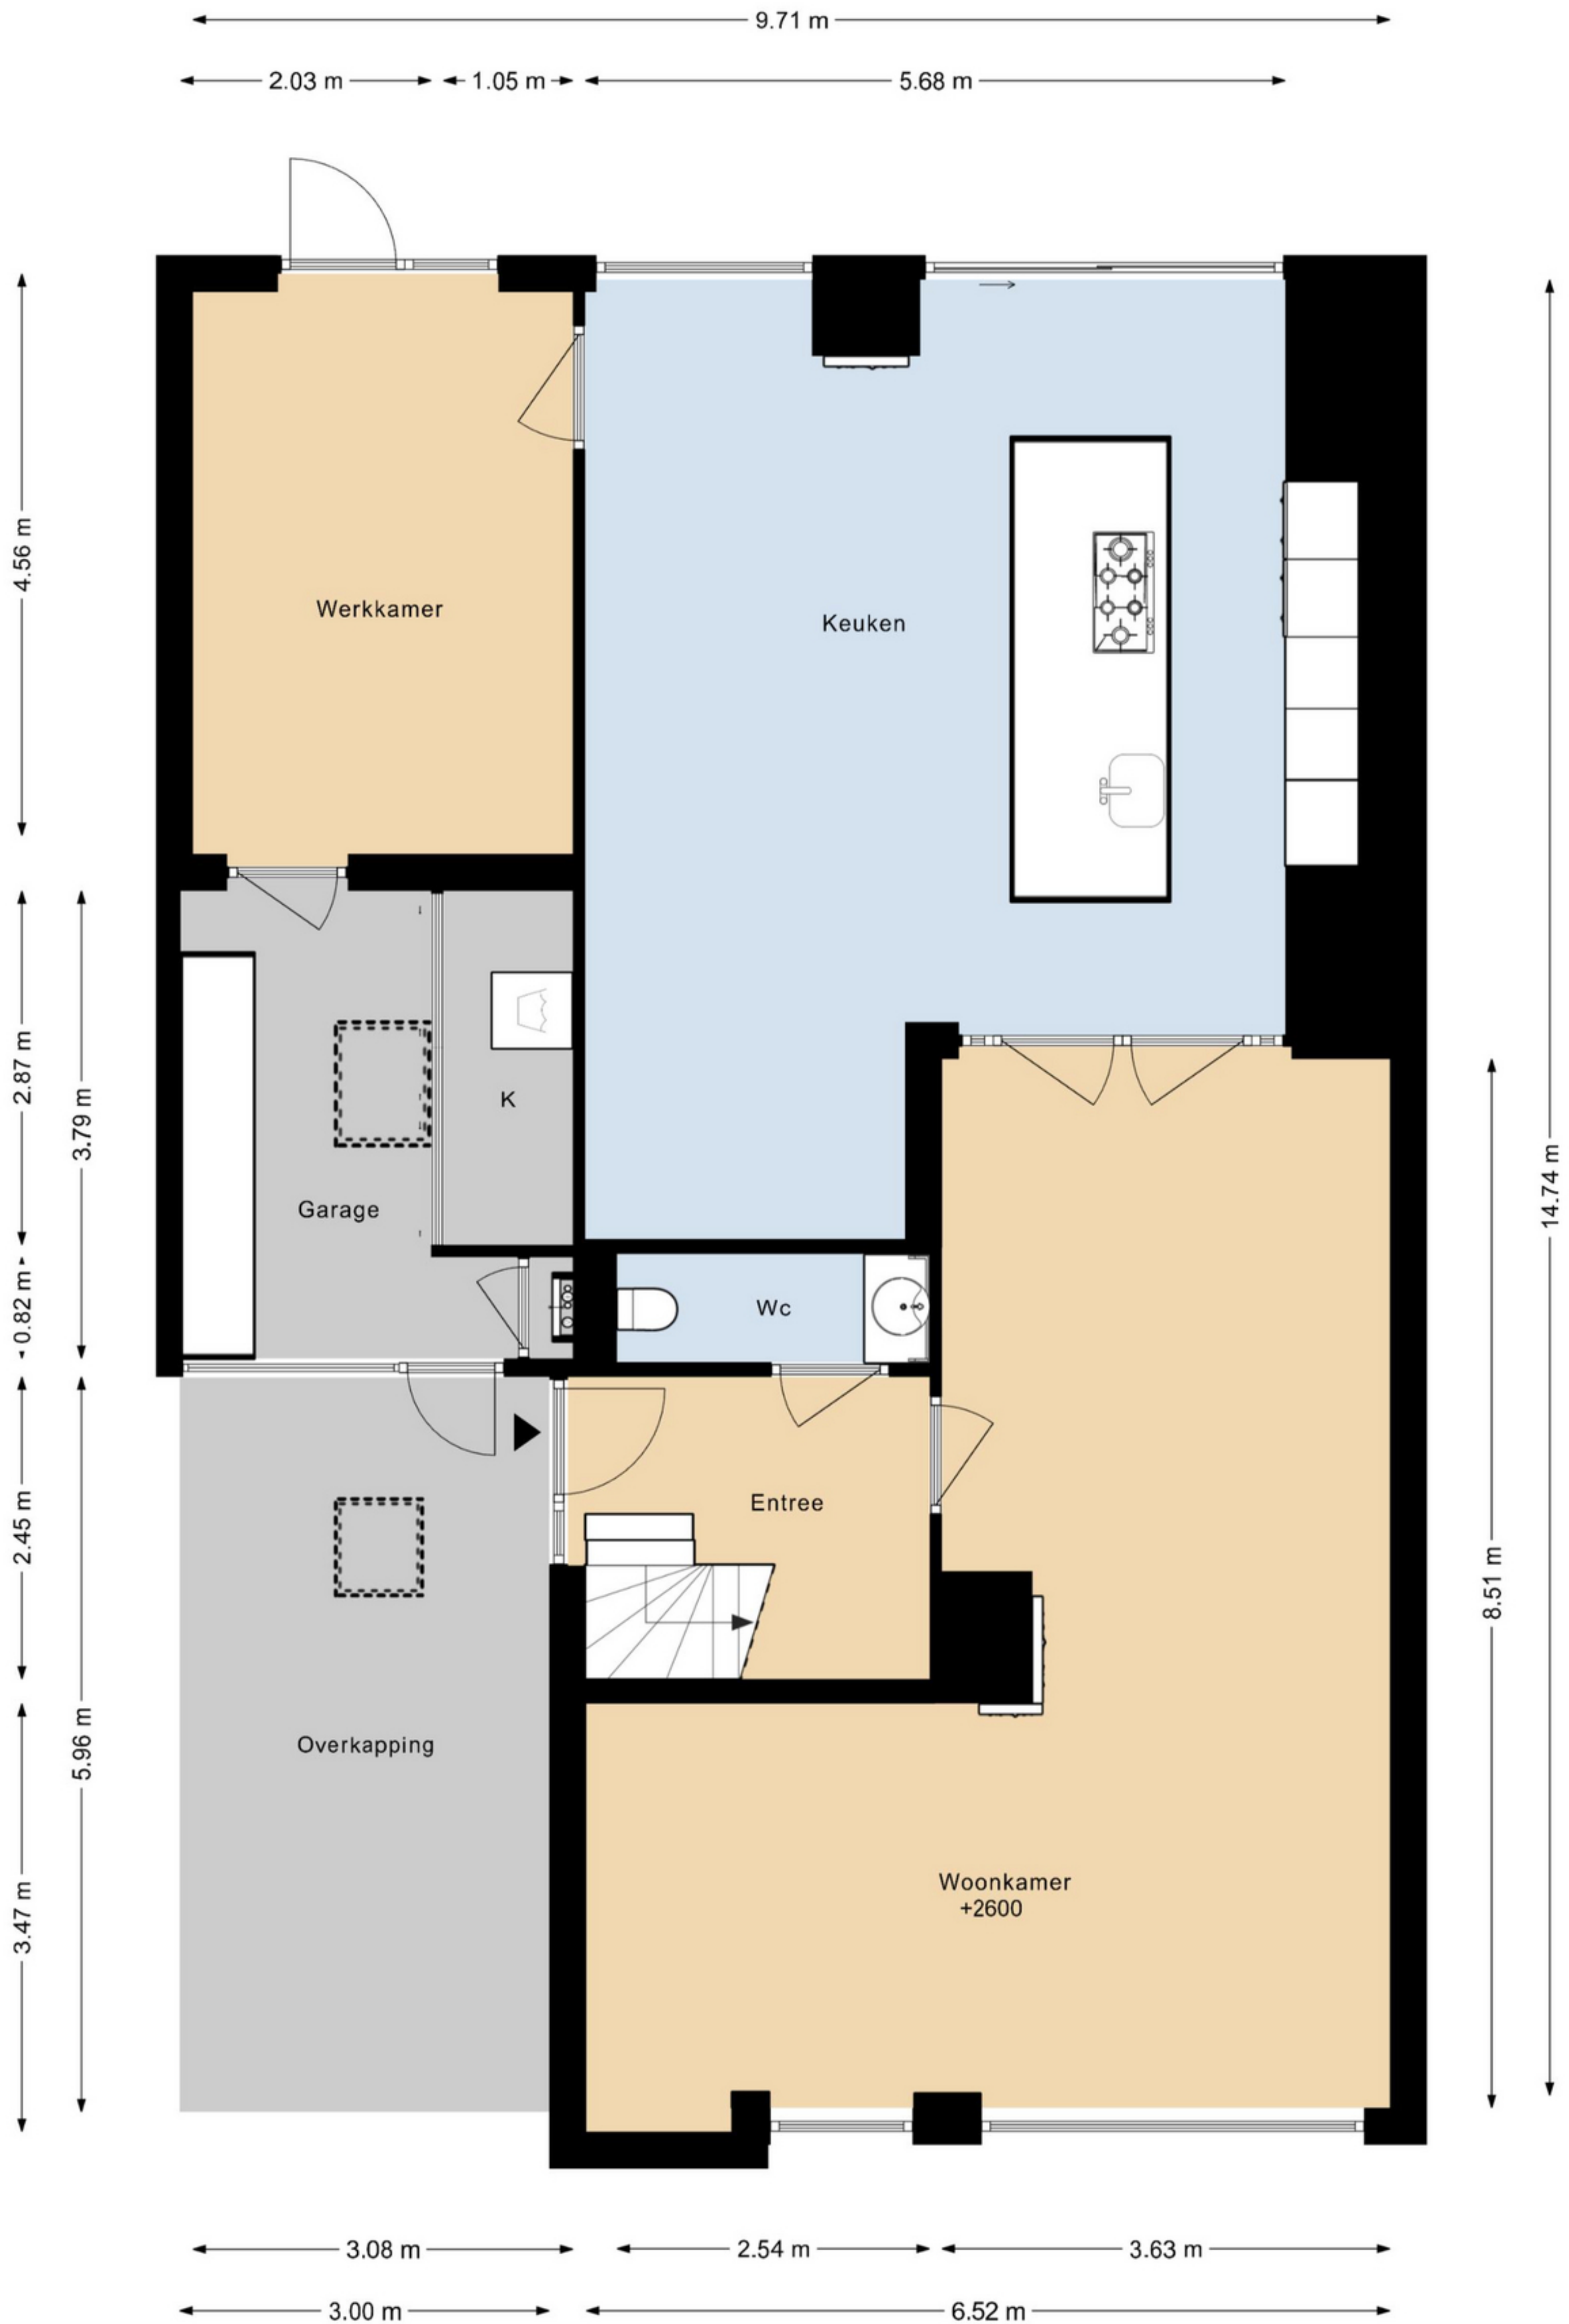 9.71 m
2.03 m
1.05 m
5.68 m
4.56 m
Werkkamer
Keuken
2.87 m
3.79 m
K
Garage
14.74 m
0.82 m
Wc
2.45 m
Entree
8.51 m
5.96 m
Overkapping
3.47 m
Woonkamer
+2600
3.08 m
2.54 m
3.63 m
3.00 m
6.52 m